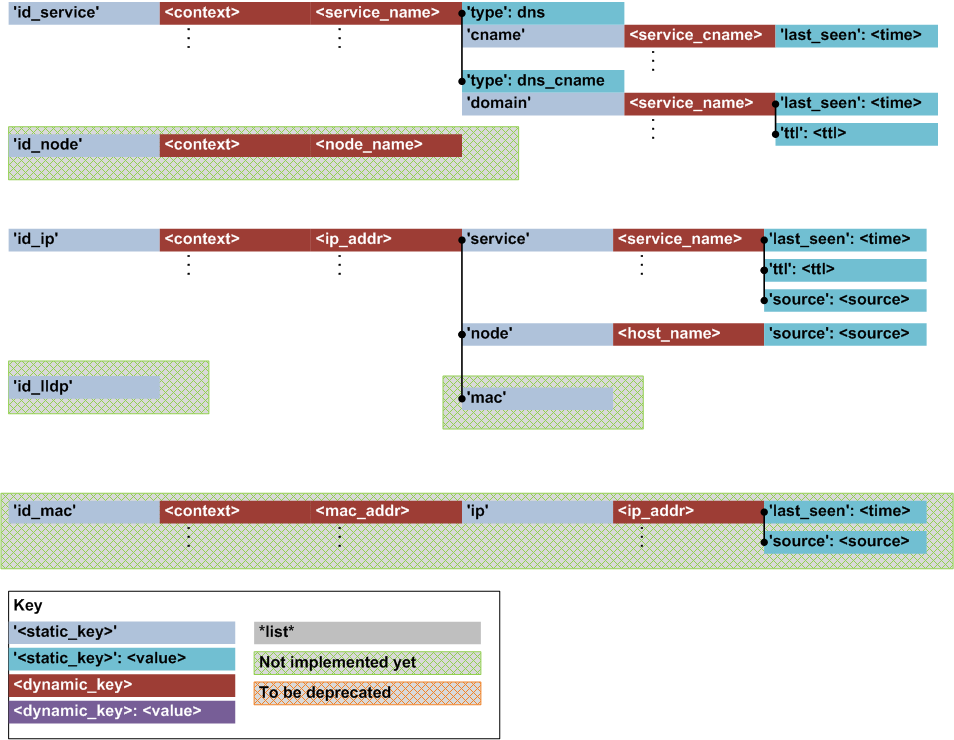 'id_service' <context> <service_name> 'type': dns
'cname' <service_cname> 'last_seen': <time>
'type': dns_cname
'domain' <service_name> 'last_seen': <time>
'ttl': <ttl>
'id_node' <context> <node_name>
'id_ip' <context> <ip_addr> 'service' <service_name> 'last_seen': <time>
'ttl': <ttl>
'source': <source>
'node' <host_name> 'source': <source>
'id_lldp'
'mac'
'id_mac' <context> <mac_addr> 'ip' <ip_addr> 'last_seen': <time>
'source': <source>
Key
'<static_key>' *list*
'<static_key>': <value> Not implemented yet
<dynamic_key> To be deprecated
<dynamic_key>: <value>